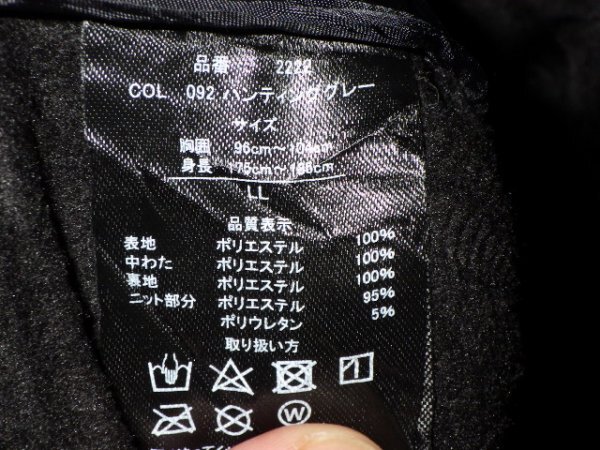 品番 2222
COL 092 ハンティンググレー
サイズ
胸囲 96cm～104cm
身長 175cm～185cm
LL
品質表示
表地 ポリエステル 100%
中わた ポリエステル 100%
裏地 ポリエステル 100%
ニット部分 ポリエステル 95%
ポリウレタン 5%
取り扱い方
W